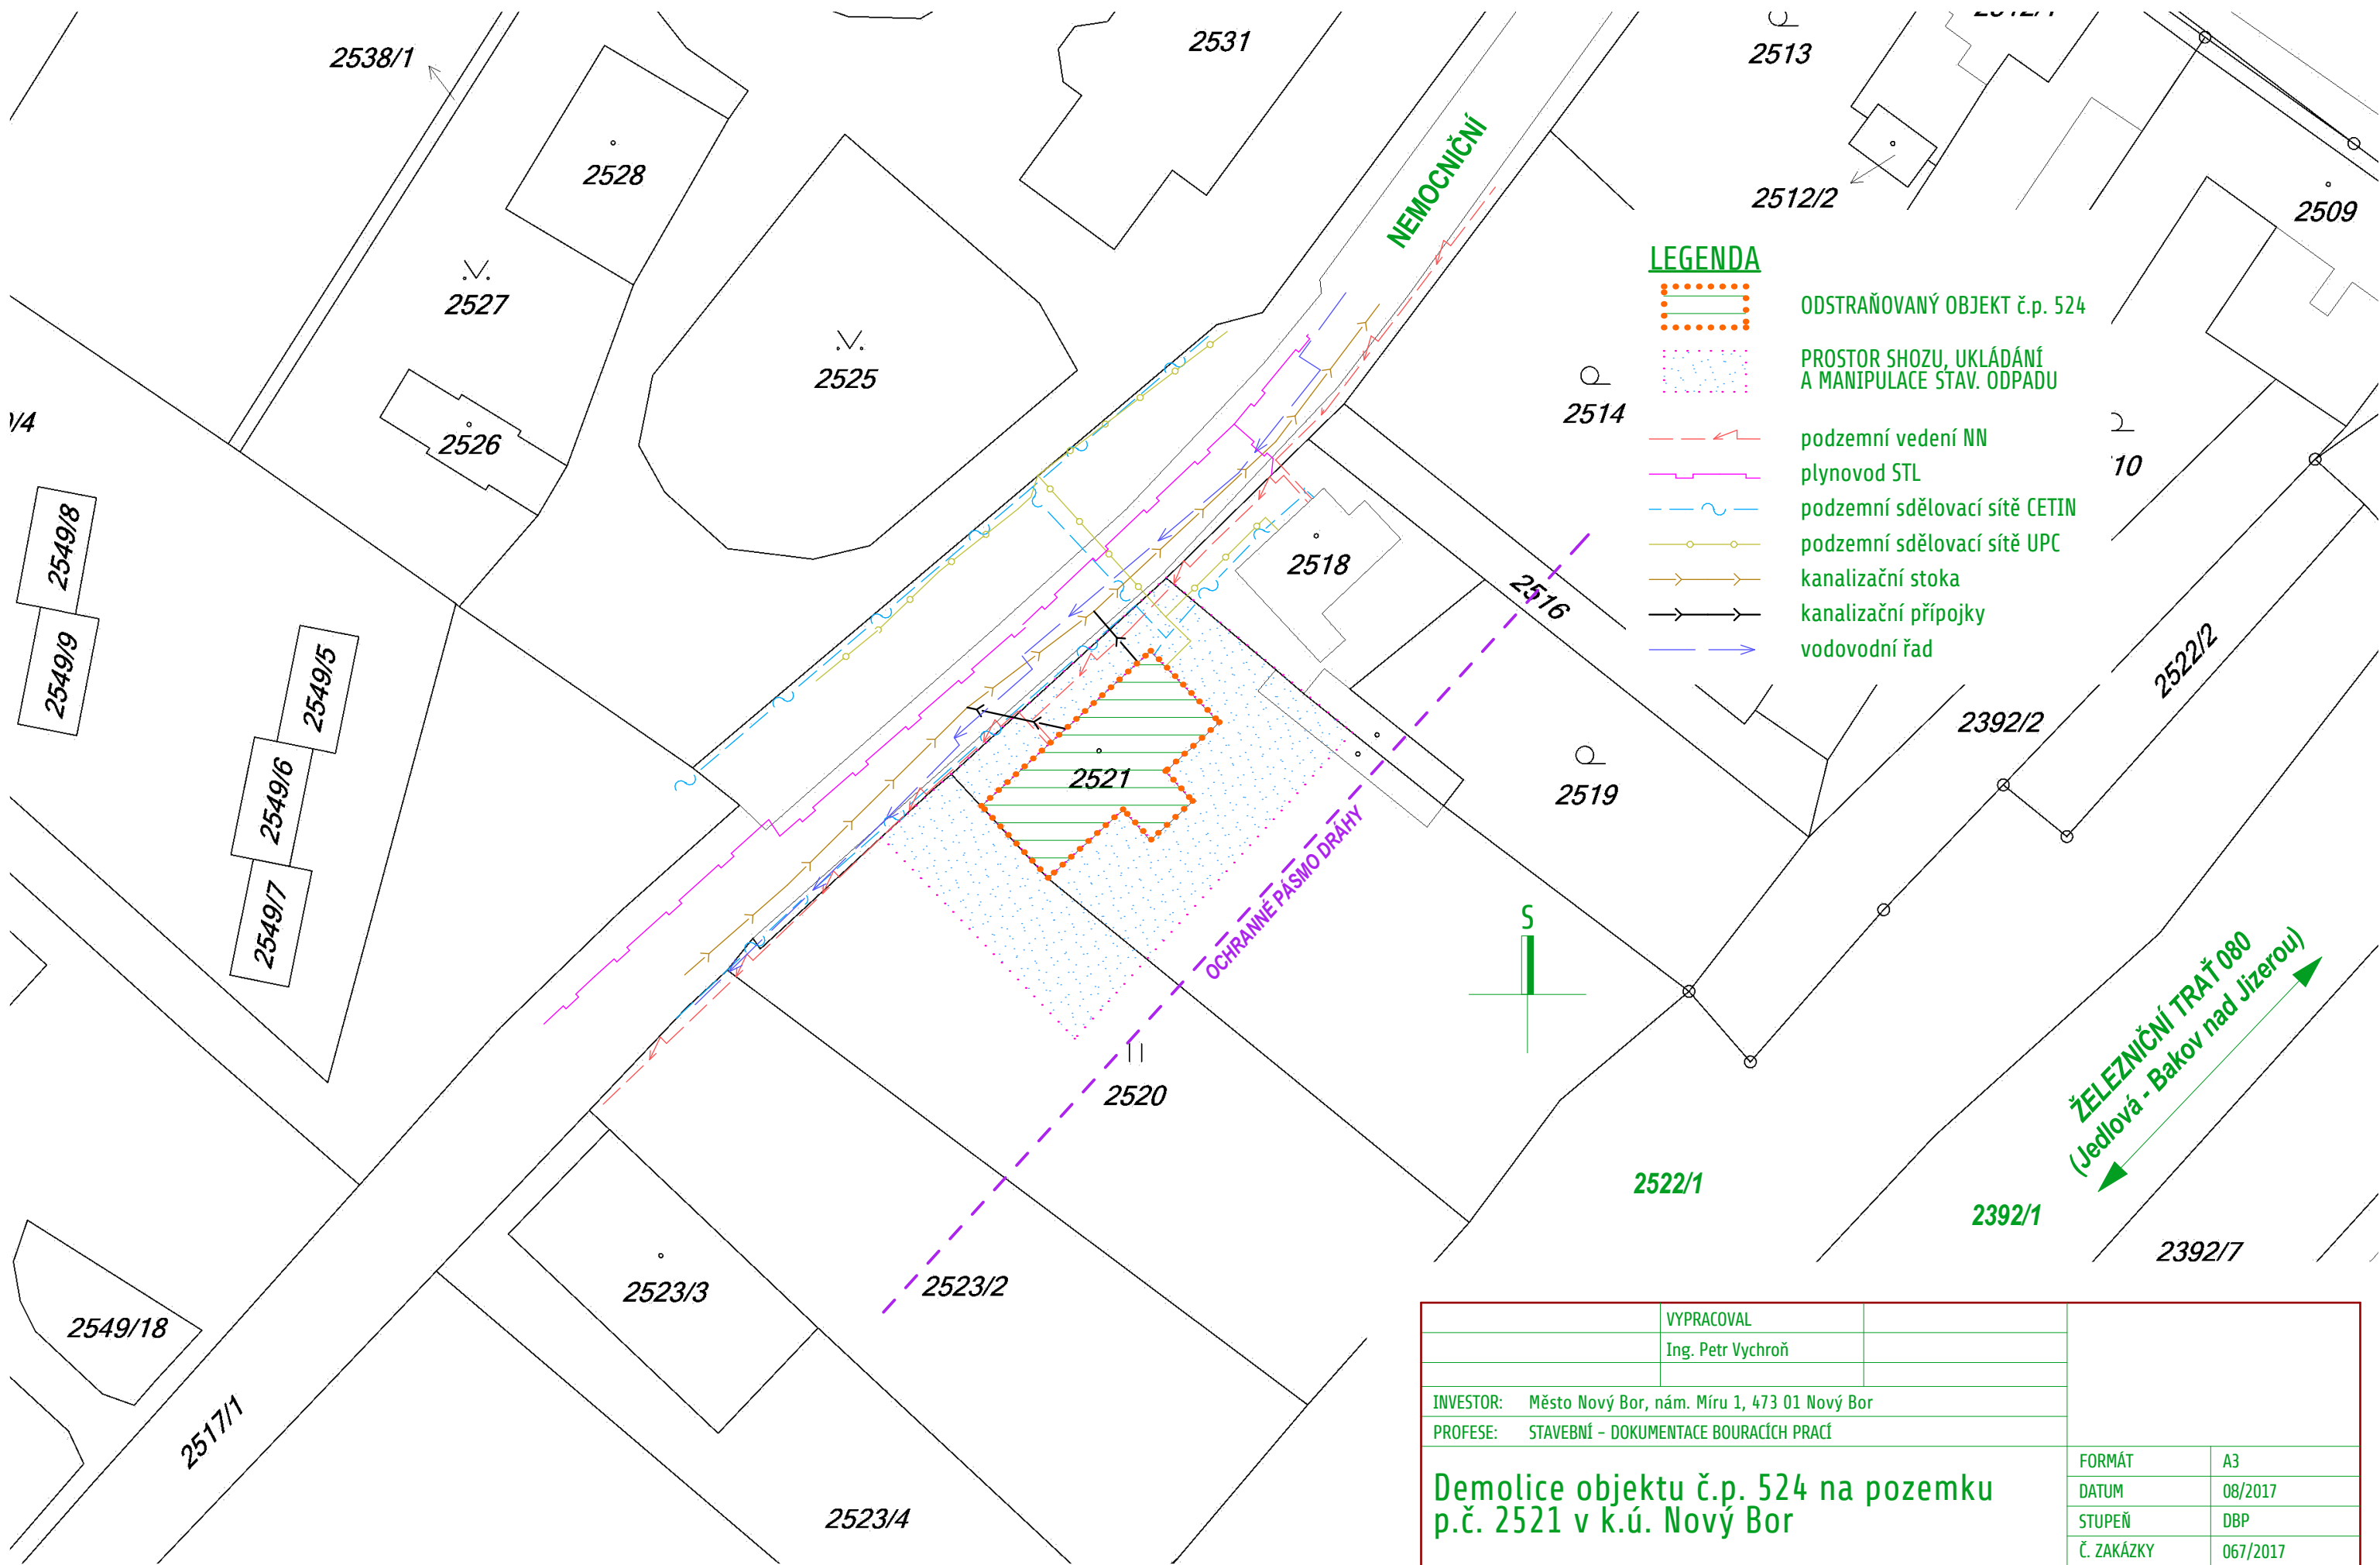 2538/1
2531
2513
2528
2512/2
2509
NEMOCNIČNÍ
2527
2525
2526
2514
LEGENDA
ODSTRAŇOVANÝ OBJEKT č.p. 524
PROSTOR SHOZU, UKLÁDÁNÍ
A MANIPULACE STAV. ODPADU
podzemní vedení NN
plynovod STL
podzemní sdělovací sítě CETIN
podzemní sdělovací sítě UPC
kanalizační stoka
kanalizační přípojky
vodovodní řad
/4
10
2549/8
2549/9
2549/5
2549/6
2549/7
2518
2516
2522/2
2392/2
2521
2519
OCHRANNÉ PÁSMO DRÁHY
S
ŽELEZNIČNÍ TRAŤ 080
(Jedlová - Bakov nad Jizerou)
2520
2522/1
2392/1
2392/7
2523/3
2523/2
2549/18
2517/1
2523/4
VYPRACOVAL
Ing. Petr Vychroň
INVESTOR: Město Nový Bor, nám. Míru 1, 473 01 Nový Bor
PROFESE: STAVEBNÍ – DOKUMENTACE BOURACÍCH PRACÍ
Demolice objektu č.p. 524 na pozemku
p.č. 2521 v k.ú. Nový Bor
FORMÁT A3
DATUM 08/2017
STUPEŇ DBP
Č. ZAKÁZKY 067/2017